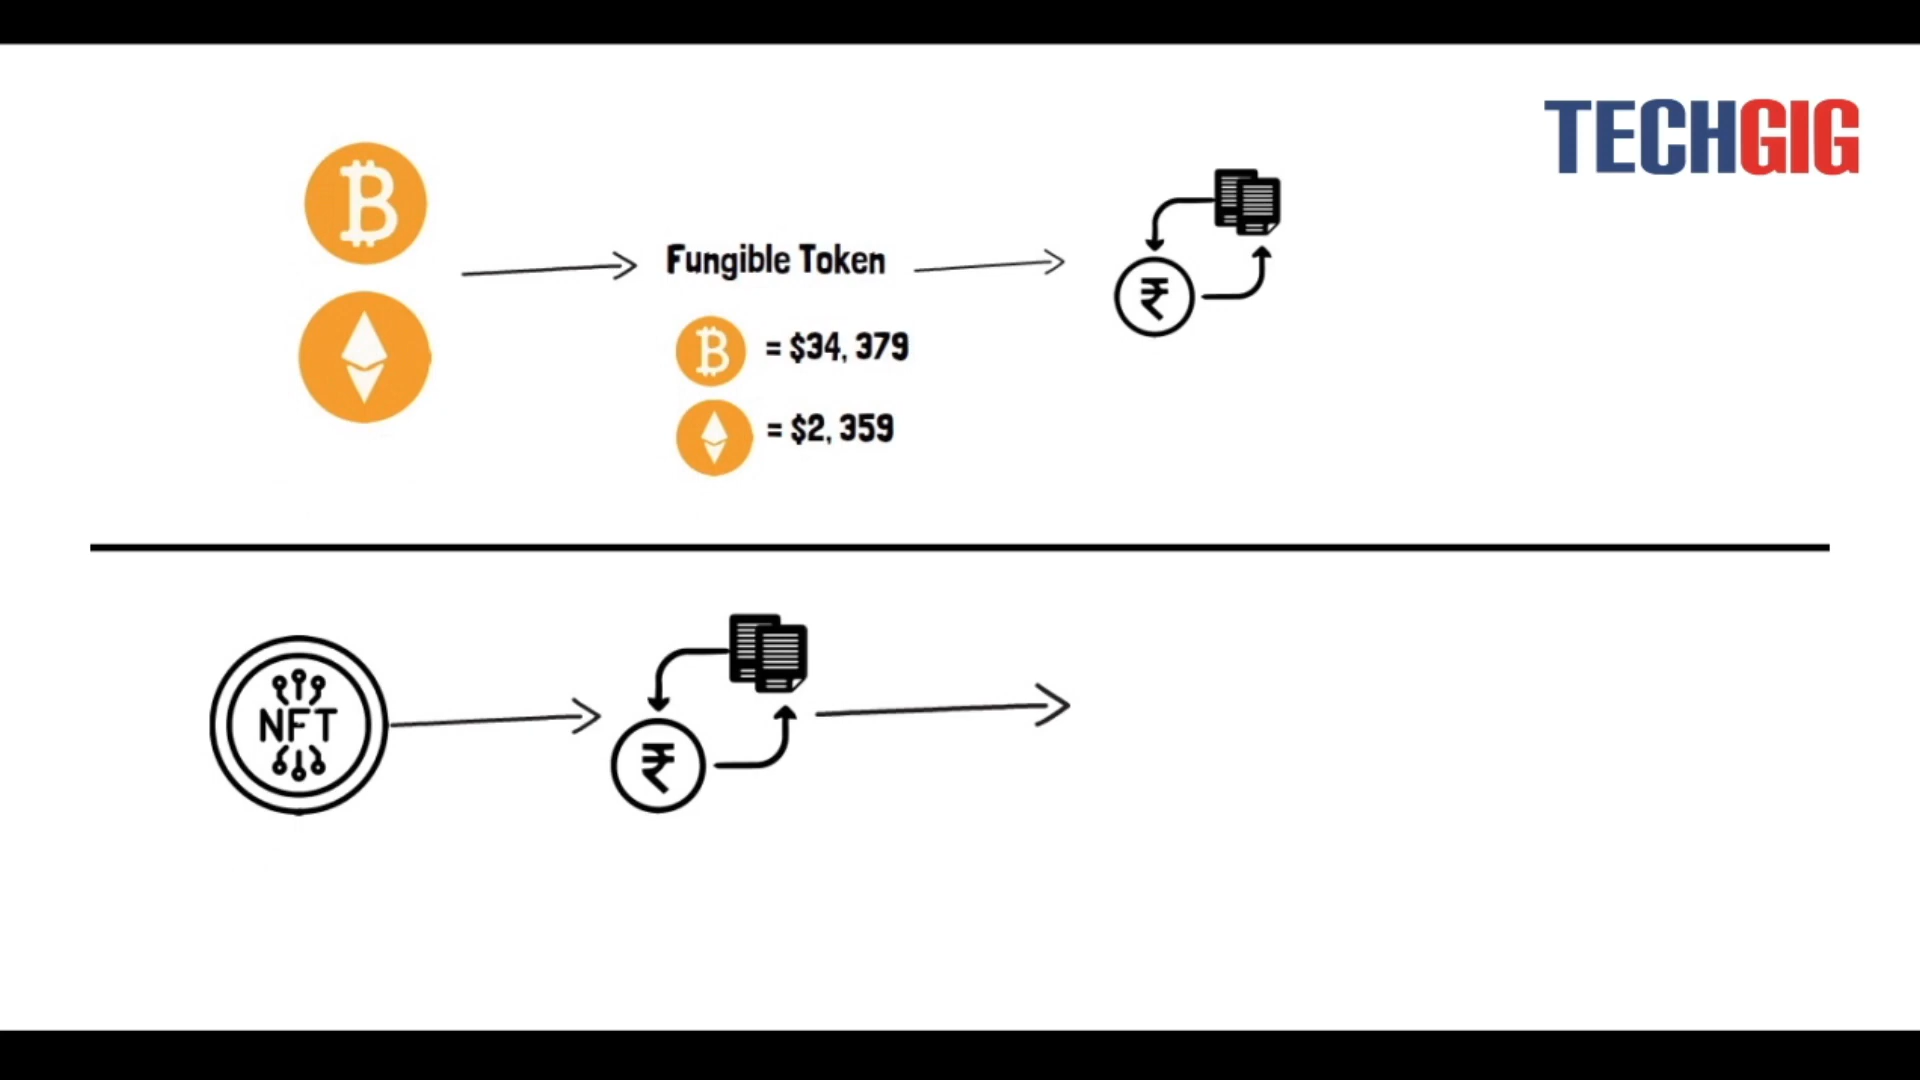 TECHGIG
Fungible Token
₹
= $34, 379
= $2, 359
NFT
₹